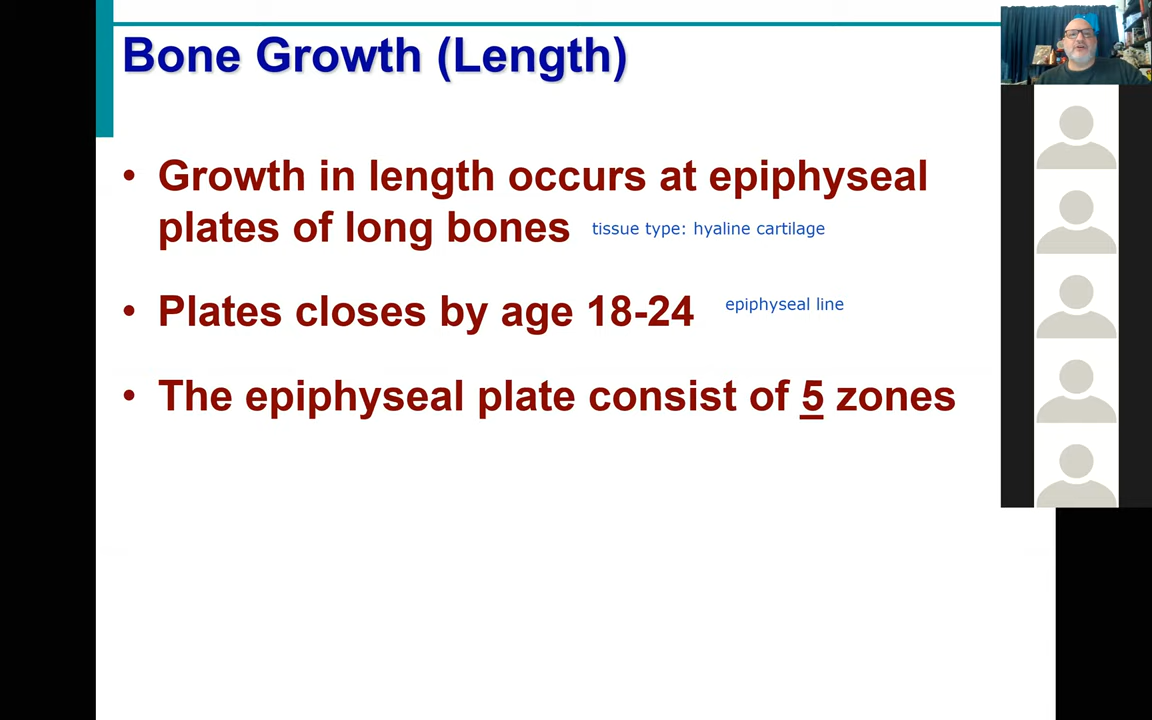 Bone Growth (Length)
• Growth in length occurs at epiphyseal
plates of long bones tissue type: hyaline cartilage
• Plates closes by age 18-24 epiphyseal line
• The epiphyseal plate consist of 5 zones